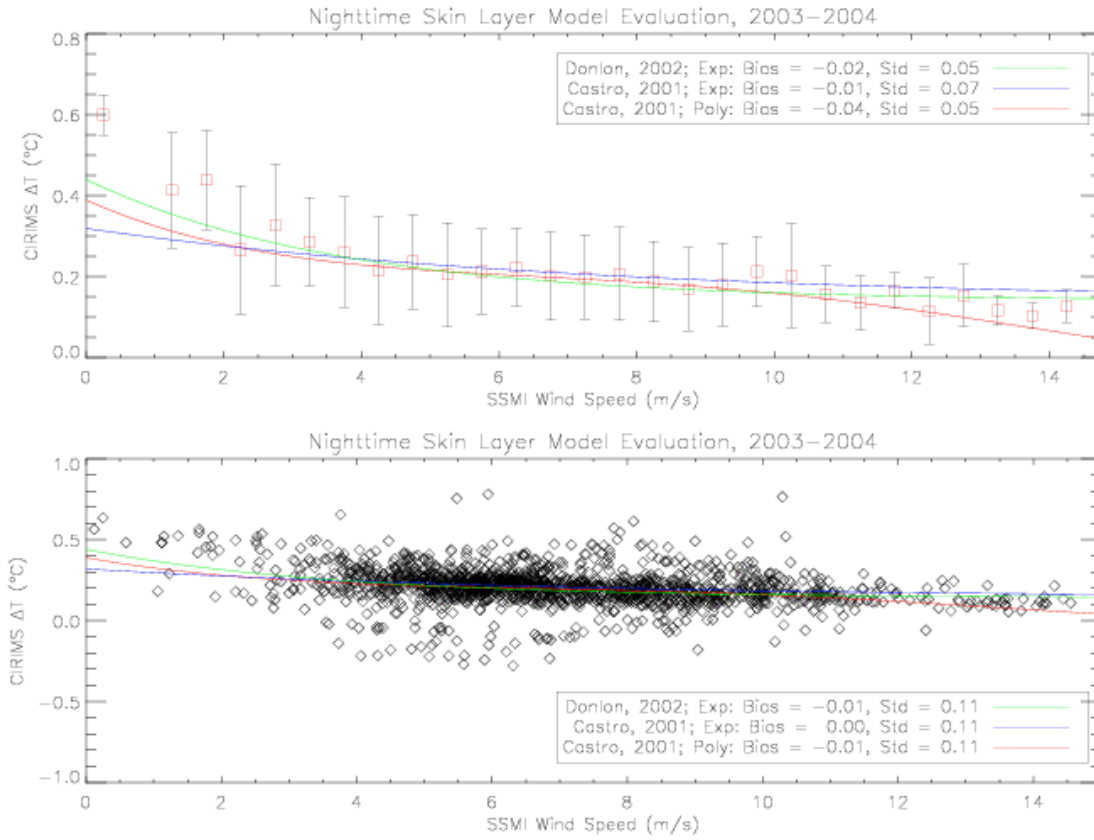 Nighttime Skin Layer Model Evaluation, 2003-2004
0.8
0.6
0.4
0.2
0.0
CIRIMS ΔT (°C)
Donlon, 2002; Exp: Bias = -0.02, Std = 0.05
Castro, 2001; Exp: Bias = -0.01, Std = 0.07
Castro, 2001; Poly: Bias = -0.04, Std = 0.05
0 2 4 6 8 10 12 14
SSMI Wind Speed (m/s)
Nighttime Skin Layer Model Evaluation, 2003-2004
1.0
0.5
0.0
-0.5
-1.0
CIRIMS ΔT (°C)
Donlon, 2002; Exp: Bias = -0.01, Std = 0.11
Castro, 2001; Exp: Bias = 0.00, Std = 0.11
Castro, 2001; Poly: Bias = -0.01, Std = 0.11
0 2 4 6 8 10 12 14
SSMI Wind Speed (m/s)